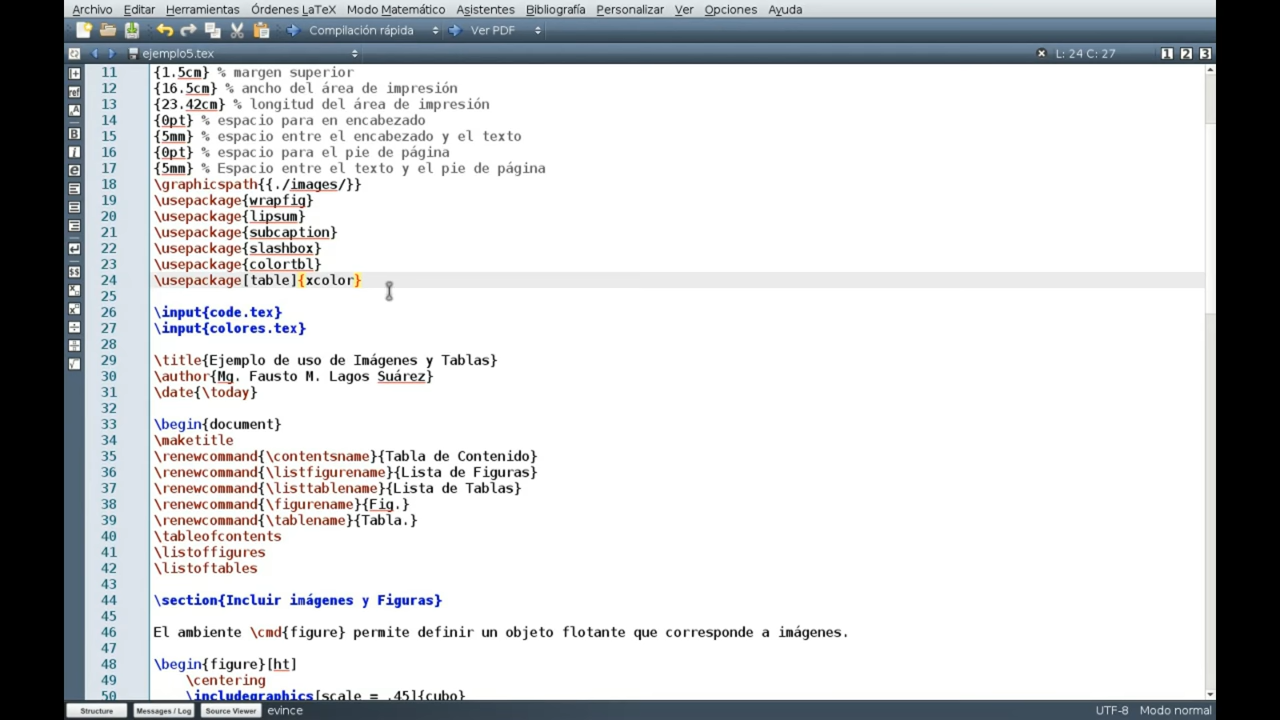 Archivo Editar Herramientas Órdenes LaTeX Modo Matemático Asistentes Bibliografía Personalizar Ver Opciones Ayuda
Compilación rápida Ver PDF
ejemplo5.tex L: 24 C: 27 1 2 3
11 {1.5cm} % margen superior
12 {16.5cm} % ancho del área de impresión
13 {23.42cm} % longitud del área de impresión
14 {0pt} % espacio para en encabezado
15 {5mm} % espacio entre el encabezado y el texto
16 {0pt} % espacio para el pie de página
17 {5mm} % Espacio entre el texto y el pie de página
18 \graphicspath{{./images/}}
19 \usepackage{wrapfig}
20 \usepackage{lipsum}
21 \usepackage{subcaption}
22 \usepackage{slashbox}
23 \usepackage{colortbl}
24 \usepackage[table]{xcolor}
25
26 \input{code.tex}
27 \input{colores.tex}
28
29 \title{Ejemplo de uso de Imágenes y Tablas}
30 \author{Mg. Fausto M. Lagos Suárez}
31 \date{\today}
32
33 \begin{document}
34 \maketitle
35 \renewcommand{\contentsname}{Tabla de Contenido}
36 \renewcommand{\listfigurename}{Lista de Figuras}
37 \renewcommand{\listtablename}{Lista de Tablas}
38 \renewcommand{\figurename}{Fig.}
39 \renewcommand{\tablename}{Tabla.}
40 \tableofcontents
41 \listoffigures
42 \listoftables
43
44 \section{Incluir imágenes y Figuras}
45
46 El ambiente \cmd{figure} permite definir un objeto flotante que corresponde a imágenes.
47
48 \begin{figure}[ht]
49 \centering
50 \includegraphics[scale = .45]{cubo}
Structure Messages / Log Source Viewer evince UTF-8 Modo normal